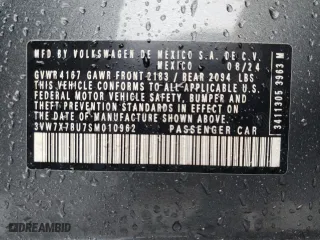 MFD BY VOLKSWAGEN DE MEXICO S.A. DE C.V.
MEXICO 08/24
GVWR 4167 GAWR FRONT 2183 / REAR 2094 LBS
THIS VEHICLE CONFORMS TO ALL APPLICABLE
FEDERAL MOTOR VEHICLE SAFETY, BUMPER AND THEFT
PREVENTION STANDARDS IN EFFECT ON
THE DATE OF MANUFACTURE SHOWN ABOVE.
3VW7X7BU7SM010962 PASSENGER CAR
3411305 3963 M
DREAMBID